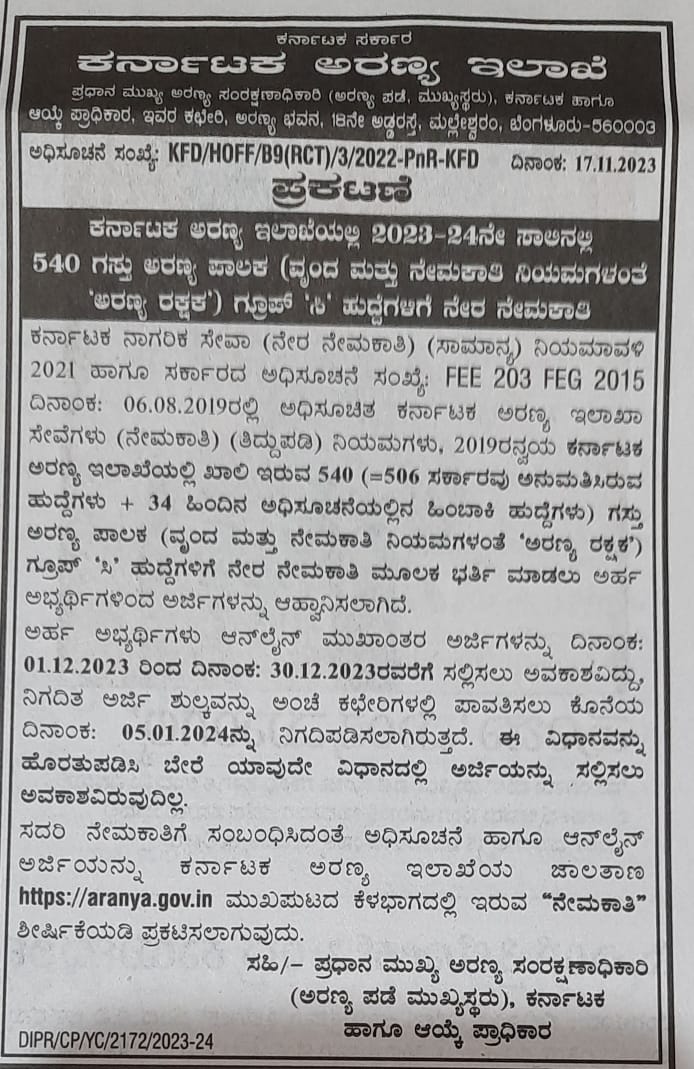 ಕರ್ನಾಟಕ ಸರ್ಕಾರ
ಕರ್ನಾಟಕ ಅರಣ್ಯ ಇಲಾಖೆ
ಪ್ರಧಾನ ಮುಖ್ಯ ಅರಣ್ಯ ಸಂರಕ್ಷಣಾಧಿಕಾರಿ (ಅರಣ್ಯ ಪಡೆ, ಮುಖ್ಯಸ್ಥರು), ಕರ್ನಾಟಕ ಹಾಗೂ
ಆಯ್ಕೆ ಪ್ರಾಧಿಕಾರ, ಇವರ ಕಛೇರಿ, ಅರಣ್ಯ ಭವನ, 18ನೇ ಅಡ್ಡರಸ್ತೆ, ಮಲ್ಲೇಶ್ವರಂ, ಬೆಂಗಳೂರು-560003
ಅಧಿಸೂಚನೆ ಸಂಖ್ಯೆ: KFD/HOFF/B9(RCT)/3/2022-PnR-KFD ದಿನಾಂಕ: 17.11.2023
ಪ್ರಕಟಣೆ
ಕರ್ನಾಟಕ ಅರಣ್ಯ ಇಲಾಖೆಯಲ್ಲಿ 2023-24ನೇ ಸಾಲಿನಲ್ಲಿ
540 ಗಸ್ತು ಅರಣ್ಯ ಪಾಲಕ (ವೃಂದ ಮತ್ತು ನೇಮಕಾತಿ ನಿಯಮಗಳಂತೆ
‘ಅರಣ್ಯ ರಕ್ಷಕ’) ಗ್ರೂಪ್ ‘ಸಿ’ ಹುದ್ದೆಗಳಿಗೆ ನೇರ ನೇಮಕಾತಿ
ಕರ್ನಾಟಕ ನಾಗರಿಕ ಸೇವಾ (ನೇರ ನೇಮಕಾತಿ) (ಸಾಮಾನ್ಯ) ನಿಯಮಾವಳಿ
2021 ಹಾಗೂ ಸರ್ಕಾರದ ಅಧಿಸೂಚನೆ ಸಂಖ್ಯೆ: FEE 203 FEG 2015
ದಿನಾಂಕ: 06.08.2019ರಲ್ಲಿ ಅಧಿಸೂಚಿತ ಕರ್ನಾಟಕ ಅರಣ್ಯ ಇಲಾಖಾ
ಸೇವೆಗಳು (ನೇಮಕಾತಿ) (ತಿದ್ದುಪಡಿ) ನಿಯಮಗಳು, 2019ರನ್ವಯ ಕರ್ನಾಟಕ
ಅರಣ್ಯ ಇಲಾಖೆಯಲ್ಲಿ ಖಾಲಿ ಇರುವ 540 (=506 ಸರ್ಕಾರವು ಅನುಮತಿಸಿರುವ
ಹುದ್ದೆಗಳು + 34 ಹಿಂದಿನ ಅಧಿಸೂಚನೆಯಲ್ಲಿನ ಹಿಂಬಾಕಿ ಹುದ್ದೆಗಳು) ಗಸ್ತು
ಅರಣ್ಯ ಪಾಲಕ (ವೃಂದ ಮತ್ತು ನೇಮಕಾತಿ ನಿಯಮಗಳಂತೆ ‘ಅರಣ್ಯ ರಕ್ಷಕ’)
ಗ್ರೂಪ್ ‘ಸಿ’ ಹುದ್ದೆಗಳಿಗೆ ನೇರ ನೇಮಕಾತಿ ಮೂಲಕ ಭರ್ತಿ ಮಾಡಲು ಅರ್ಹ
ಅಭ್ಯರ್ಥಿಗಳಿಂದ ಅರ್ಜಿಗಳನ್ನು ಆಹ್ವಾನಿಸಲಾಗಿದೆ.
ಅರ್ಹ ಅಭ್ಯರ್ಥಿಗಳು ಆನ್‌ಲೈನ್ ಮುಖಾಂತರ ಅರ್ಜಿಗಳನ್ನು ದಿನಾಂಕ:
01.12.2023 ರಿಂದ ದಿನಾಂಕ: 30.12.2023ರವರೆಗೆ ಸಲ್ಲಿಸಲು ಅವಕಾಶವಿದ್ದು,
ನಿಗದಿತ ಅರ್ಜಿ ಶುಲ್ಕವನ್ನು ಅಂಚೆ ಕಛೇರಿಗಳಲ್ಲಿ ಪಾವತಿಸಲು ಕೊನೆಯ
ದಿನಾಂಕ: 05.01.2024ನ್ನು ನಿಗದಿಪಡಿಸಲಾಗಿರುತ್ತದೆ. ಈ ವಿಧಾನವನ್ನು
ಹೊರತುಪಡಿಸಿ ಬೇರೆ ಯಾವುದೇ ವಿಧಾನದಲ್ಲಿ ಅರ್ಜಿಯನ್ನು ಸಲ್ಲಿಸಲು
ಅವಕಾಶವಿರುವುದಿಲ್ಲ.
ಸದರಿ ನೇಮಕಾತಿಗೆ ಸಂಬಂಧಿಸಿದಂತೆ ಅಧಿಸೂಚನೆ ಹಾಗೂ ಆನ್‌ಲೈನ್
ಅರ್ಜಿಯನ್ನು ಕರ್ನಾಟಕ ಅರಣ್ಯ ಇಲಾಖೆಯ ಜಾಲತಾಣ
https://aranya.gov.in ಮುಖಪುಟದ ಕೆಳಭಾಗದಲ್ಲಿ ಇರುವ “ನೇಮಕಾತಿ”
ಶೀರ್ಷಿಕೆಯಡಿ ಪ್ರಕಟಿಸಲಾಗುವುದು.
ಸಹಿ/– ಪ್ರಧಾನ ಮುಖ್ಯ ಅರಣ್ಯ ಸಂರಕ್ಷಣಾಧಿಕಾರಿ
(ಅರಣ್ಯ ಪಡೆ ಮುಖ್ಯಸ್ಥರು), ಕರ್ನಾಟಕ
ಹಾಗೂ ಆಯ್ಕೆ ಪ್ರಾಧಿಕಾರ
DIPR/CP/YC/2172/2023-24